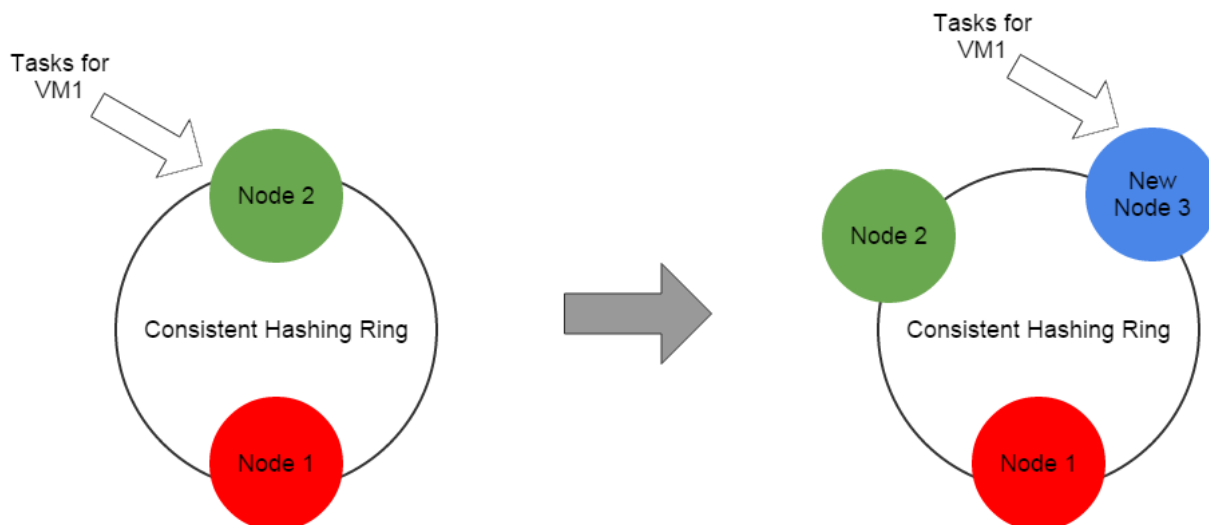 Tasks for
VM1
Node 2
Consistent Hashing Ring
Node 1
Tasks for
VM1
New
Node 3
Node 2
Consistent Hashing Ring
Node 1